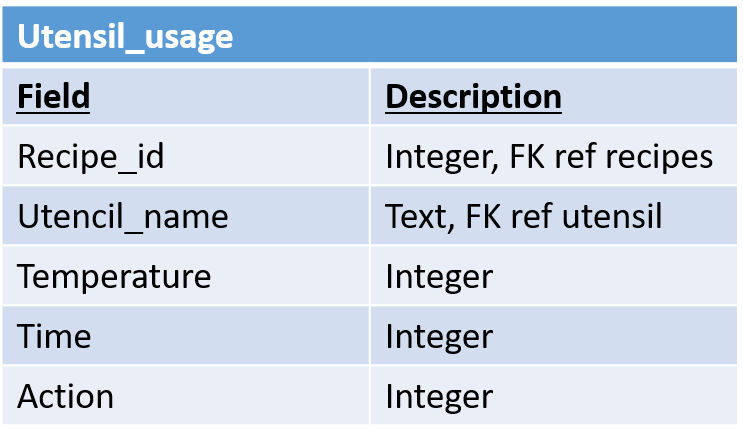 Utensil_usage
Field Description
Recipe_id Integer, FK ref recipes
Utencil_name Text, FK ref utensil
Temperature Integer
Time Integer
Action Integer